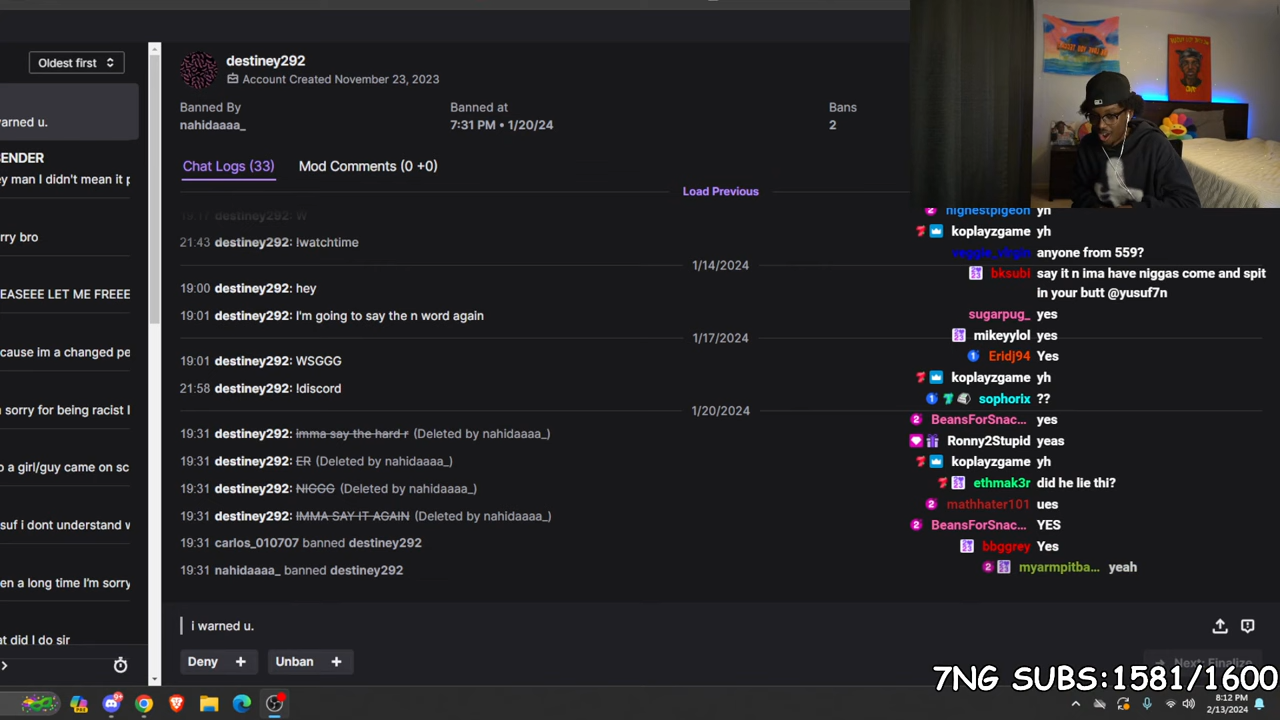 Oldest first
destiney292
Account Created November 23, 2023
Banned By
nahidaaaa_
Banned at
7:31 PM • 1/20/24
Bans
2
Chat Logs (33)
Mod Comments (0 +0)
Load Previous
19:17 destiney292: W
21:43 destiney292: !watchtime
1/14/2024
19:00 destiney292: hey
19:01 destiney292: I'm going to say the n word again
1/17/2024
19:01 destiney292: WSGGG
21:58 destiney292: !discord
1/20/2024
19:31 destiney292: Imma say the hard r (Deleted by nahidaaaa_)
19:31 destiney292: ER (Deleted by nahidaaaa_)
19:31 destiney292: NIGGG (Deleted by nahidaaaa_)
19:31 destiney292: IMMA SAY IT AGAIN (Deleted by nahidaaaa_)
19:31 carlos_010707 banned destiney292
19:31 nahidaaaa_ banned destiney292
i warned u.
Deny +
Unban +
Next: Finalize
arned u.
ENDER
ey man I didn't mean it p
rry bro
EASEEE LET ME FREEE
cause im a changed pe
sorry for being racist I
o a girl/guy came on sc
suf i dont understand w
en a long time I'm sorry
at did I do sir
highestpigeon yh
koplayzgame yh
anyone from 559?
bksubi say it n ima have niggas come and spit
in your butt @yusuf7n
sugarpug_ yes
mikeyylol yes
Eridj94 Yes
koplayzgame yh
sophorix ??
BeansForSnac... yes
Ronny2Stupid yeas
koplayzgame yh
ethmak3r did he lie thi?
mathhater101 ues
BeansForSnac... YES
bbggrey Yes
myarmpitba... yeah
7NG SUBS:1581/1600
8:12 PM
2/13/2024